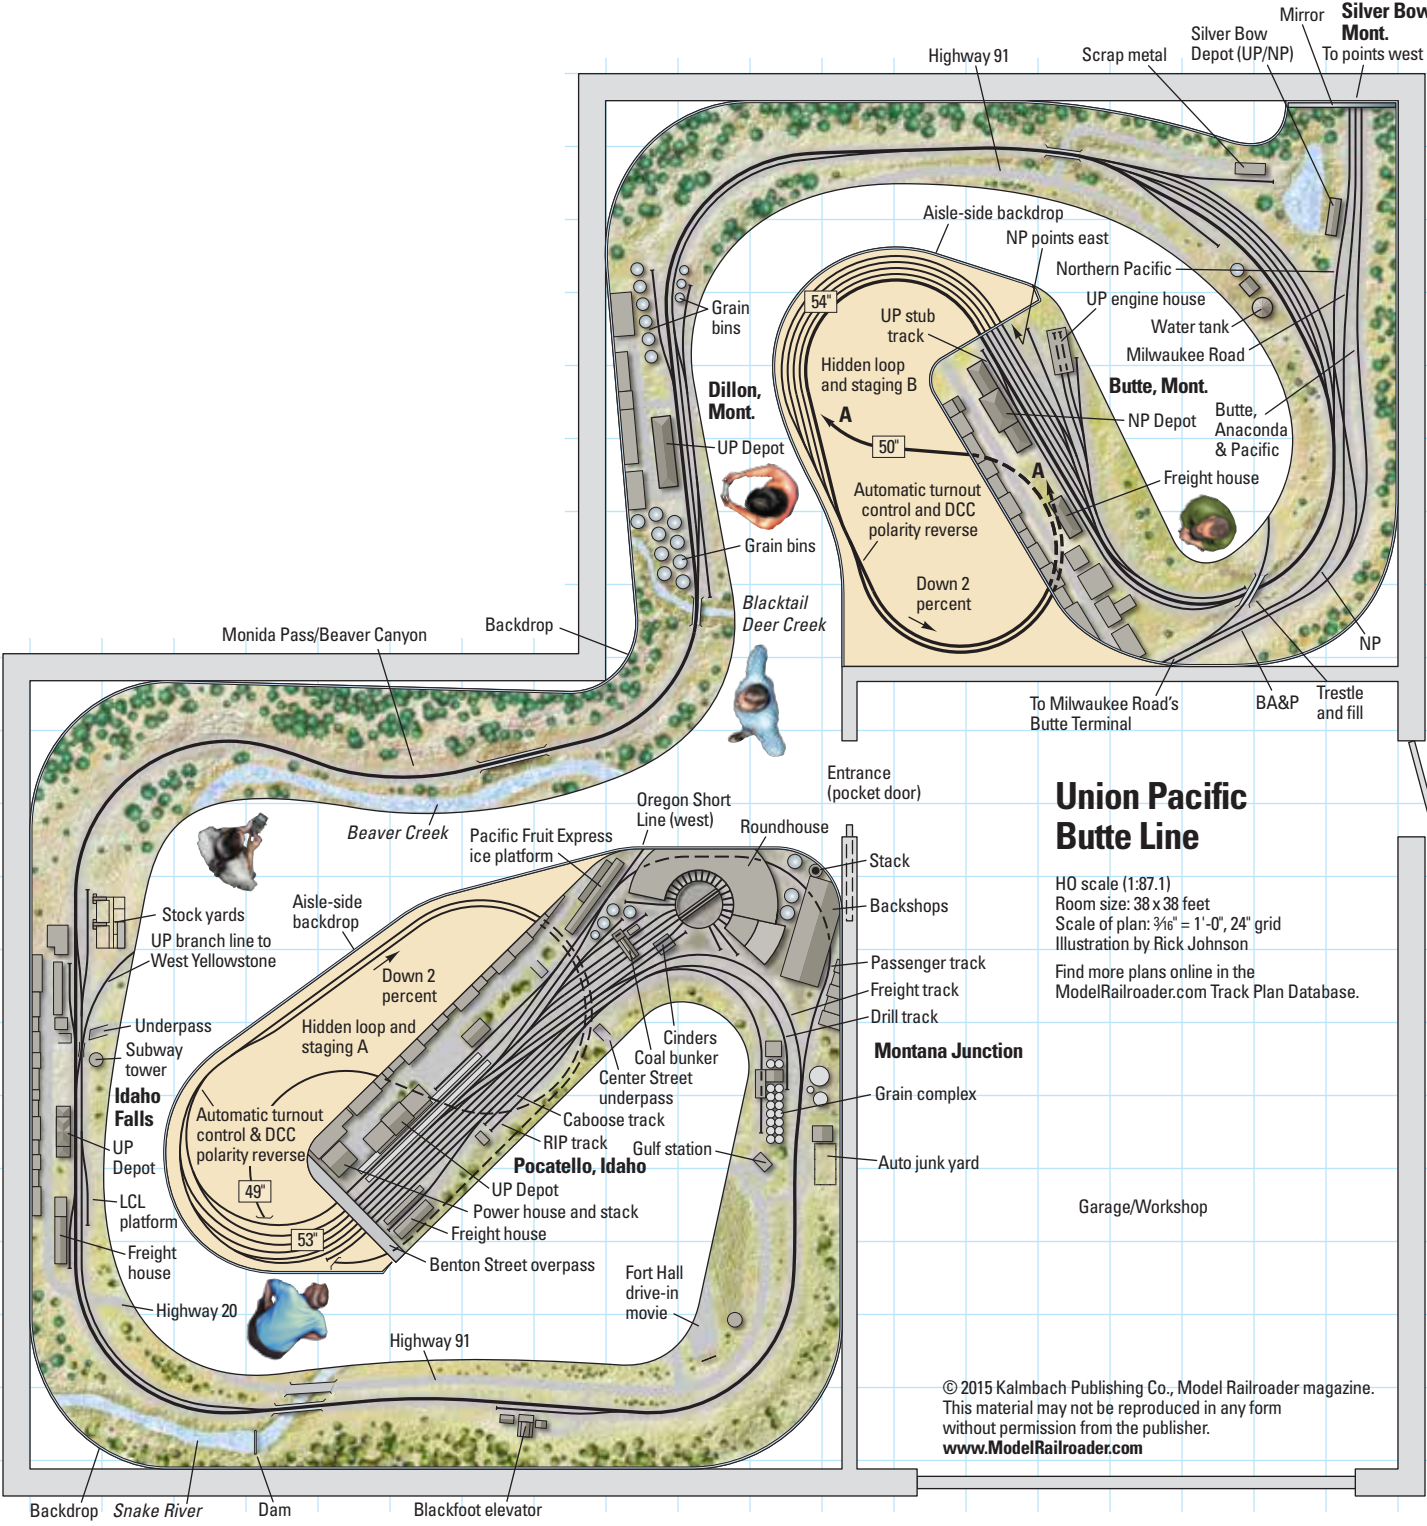 Mirror
Silver Bow
Mont.
To points west
Silver Bow
Depot (UP/NP)
Scrap metal
Highway 91
Aisle-side backdrop
NP points east
Northern Pacific
UP engine house
Water tank
Milwaukee Road
54"
UP stub
track
Grain
bins
Hidden loop
and staging B
Dillon,
Mont.
Butte, Mont.
A
NP Depot
Butte,
Anaconda
& Pacific
50"
UP Depot
A
Freight house
Automatic turnout
control and DCC
polarity reverse
Grain bins
Down 2
percent
Blacktail
Deer Creek
Backdrop
Monida Pass/Beaver Canyon
NP
To Milwaukee Road's
Butte Terminal
BA&P
Trestle
and fill
Entrance
(pocket door)
Union Pacific
Butte Line
HO scale (1:87.1)
Room size: 38 x 38 feet
Scale of plan: 3⁄16" = 1'-0", 24" grid
Illustration by Rick Johnson
Find more plans online in the
ModelRailroader.com Track Plan Database.
Oregon Short
Line (west)
Roundhouse
Beaver Creek
Pacific Fruit Express
ice platform
Stack
Backshops
Aisle-side
backdrop
Stock yards
UP branch line to
West Yellowstone
Down 2
percent
Passenger track
Freight track
Drill track
Underpass
Hidden loop and
staging A
Subway
tower
Cinders
Coal bunker
Center Street
underpass
Montana Junction
Idaho
Falls
Automatic turnout
control & DCC
polarity reverse
Grain complex
Caboose track
RIP track
UP
Depot
Gulf station
Pocatello, Idaho
Auto junk yard
49"
UP Depot
LCL
platform
Power house and stack
Garage/Workshop
53"
Freight house
Freight
house
Benton Street overpass
Fort Hall
drive-in
movie
Highway 20
Highway 91
© 2015 Kalmbach Publishing Co., Model Railroader magazine.
This material may not be reproduced in any form
without permission from the publisher.
www.ModelRailroader.com
Backdrop
Snake River
Dam
Blackfoot elevator